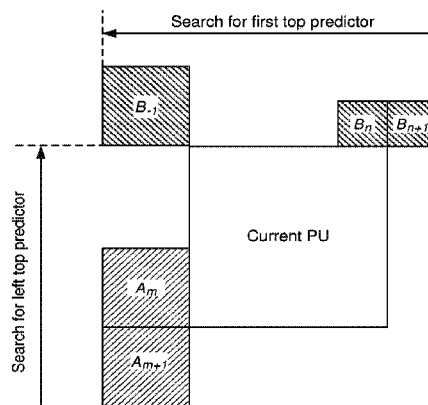 Search for first top predictor
B-1
Bn
Bn+1
Current PU
Search for left top predictor
Am
Am+1